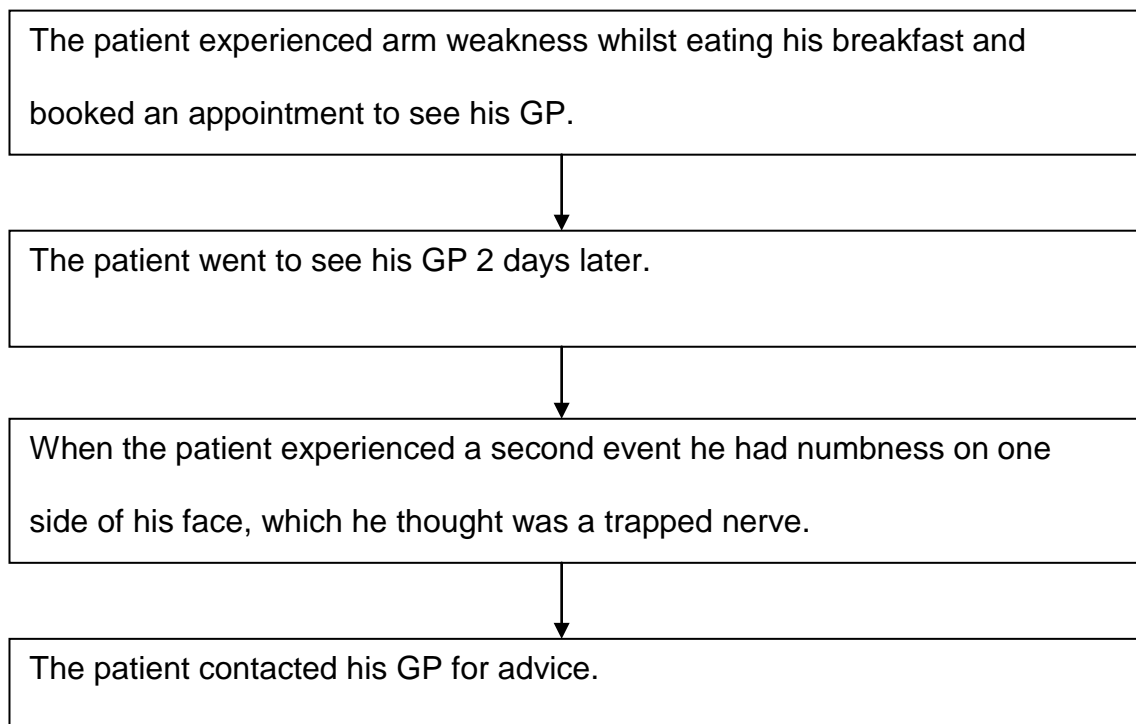 The patient experienced arm weakness whilst eating his breakfast and
booked an appointment to see his GP.
The patient went to see his GP 2 days later.
When the patient experienced a second event he had numbness on one
side of his face, which he thought was a trapped nerve.
The patient contacted his GP for advice.